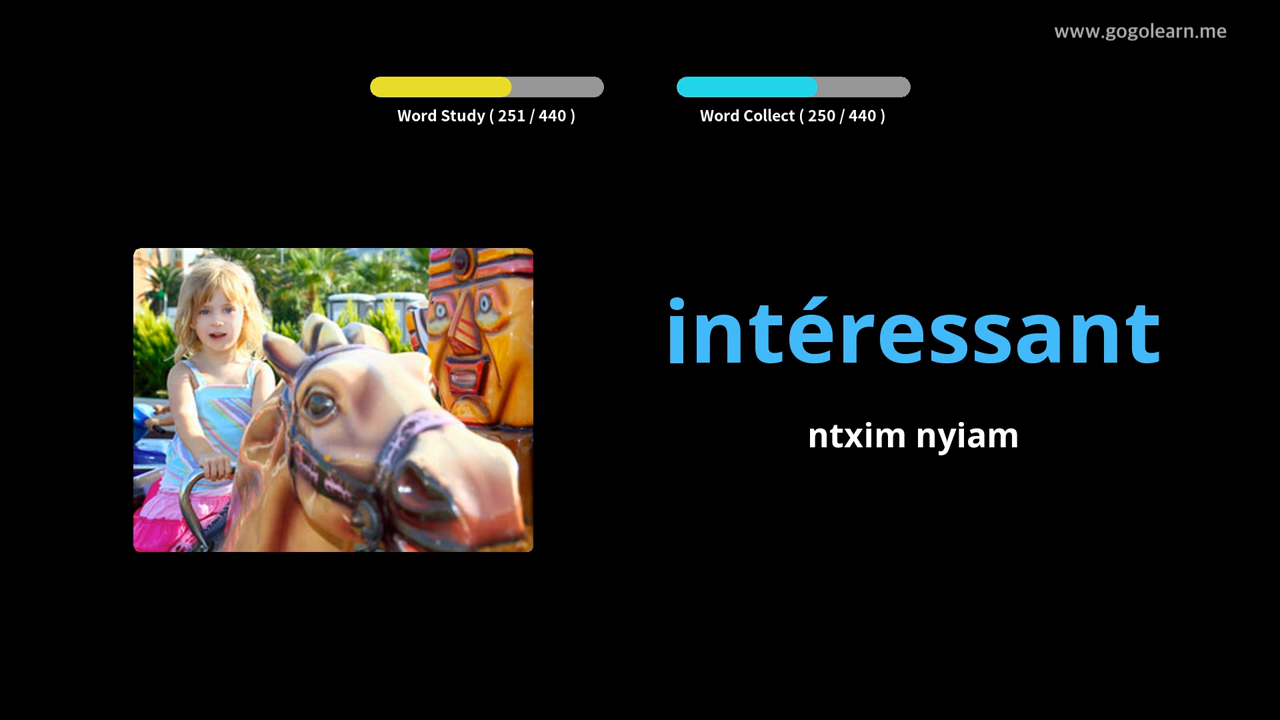 www.gogolearn.me
Word Study ( 251 / 440 )
Word Collect ( 250 / 440 )
intéressant
ntxim nyiam